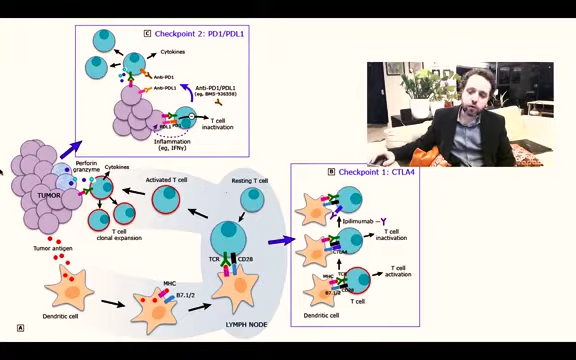 C Checkpoint 2: PD1/PDL1
Cytokines
Anti-PD1
Anti-PDL1
Anti-PD1/PDL1
(eg, BMS-936558)
PDL1
T cell
inactivation
Inflammation
(eg, IFNγ)
Perforin
granzyme
Cytokines
TUMOR
T cell
clonal expansion
Activated T cell
Resting T cell
Tumor antigen
Dendritic cell
MHC
B7.1/2
TCR
CD28
LYMPH NODE
A
B Checkpoint 1: CTLA4
Ipilimumab
T cell
inactivation
CTLA4
T cell
activation
MHC
TCR
B7.1/2
CD28
T cell
Dendritic cell